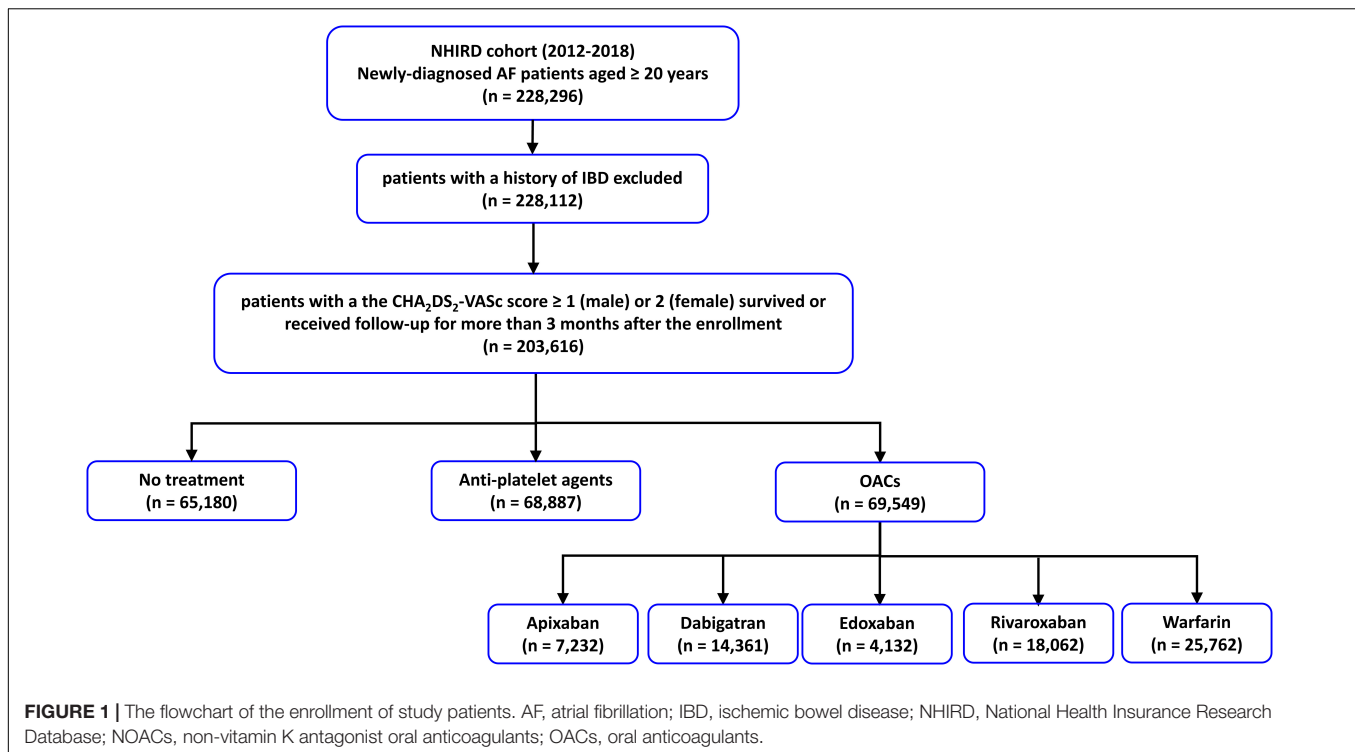 NHIRD cohort (2012-2018)
Newly-diagnosed AF patients aged ≥ 20 years
(n = 228,296)
patients with a history of IBD excluded
(n = 228,112)
patients with a the CHA₂DS₂-VASc score ≥ 1 (male) or 2 (female) survived or
received follow-up for more than 3 months after the enrollment
(n = 203,616)
No treatment
(n = 65,180)
Anti-platelet agents
(n = 68,887)
OACs
(n = 69,549)
Apixaban
(n = 7,232)
Dabigatran
(n = 14,361)
Edoxaban
(n = 4,132)
Rivaroxaban
(n = 18,062)
Warfarin
(n = 25,762)
FIGURE 1 | The flowchart of the enrollment of study patients. AF, atrial fibrillation; IBD, ischemic bowel disease; NHIRD, National Health Insurance Research
Database; NOACs, non-vitamin K antagonist oral anticoagulants; OACs, oral anticoagulants.